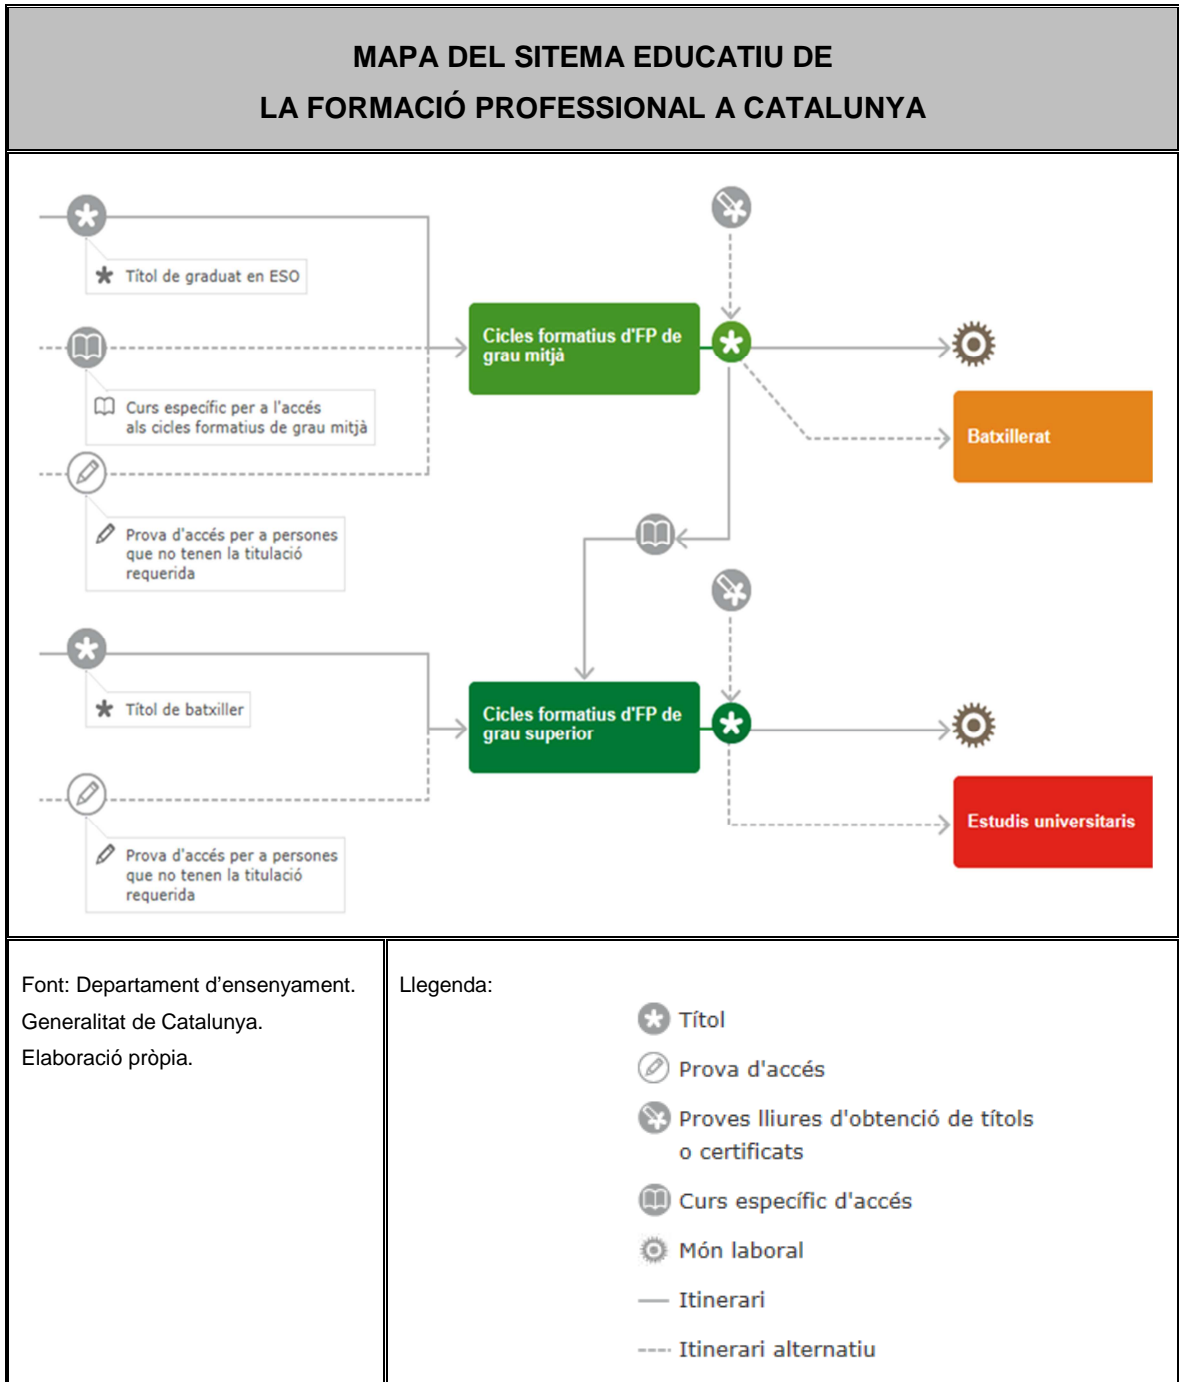 MAPA DEL SITEMA EDUCATIU DE
LA FORMACIÓ PROFESSIONAL A CATALUNYA
Títol de graduat en ESO
Cicles formatius d'FP de
grau mitjà
Curs específic per a l'accés
als cicles formatius de grau mitjà
Batxillerat
Prova d'accés per a persones
que no tenen la titulació
requerida
Títol de batxiller
Cicles formatius d'FP de
grau superior
Estudis universitaris
Prova d'accés per a persones
que no tenen la titulació
requerida
Font: Departament d’ensenyament.
Generalitat de Catalunya.
Elaboració pròpia.
Llegenda:
Títol
Prova d'accés
Proves lliures d'obtenció de títols
o certificats
Curs específic d'accés
Món laboral
Itinerari
Itinerari alternatiu